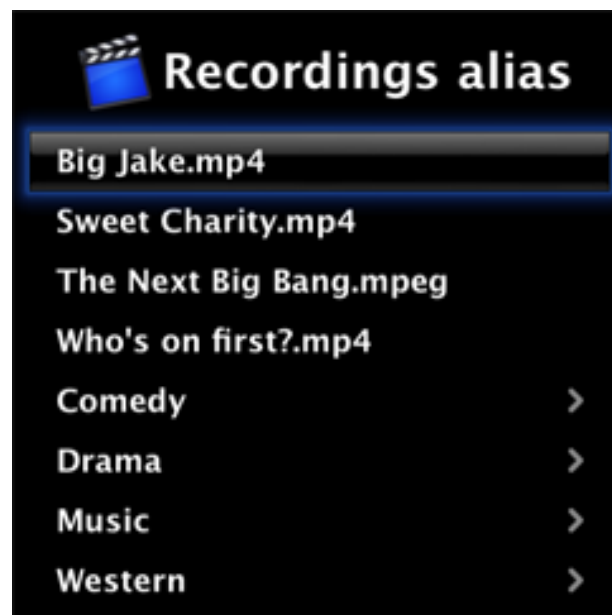 Recordings alias
Big Jake.mp4
Sweet Charity.mp4
The Next Big Bang.mpeg
Who's on first?.mp4
Comedy
Drama
Music
Western